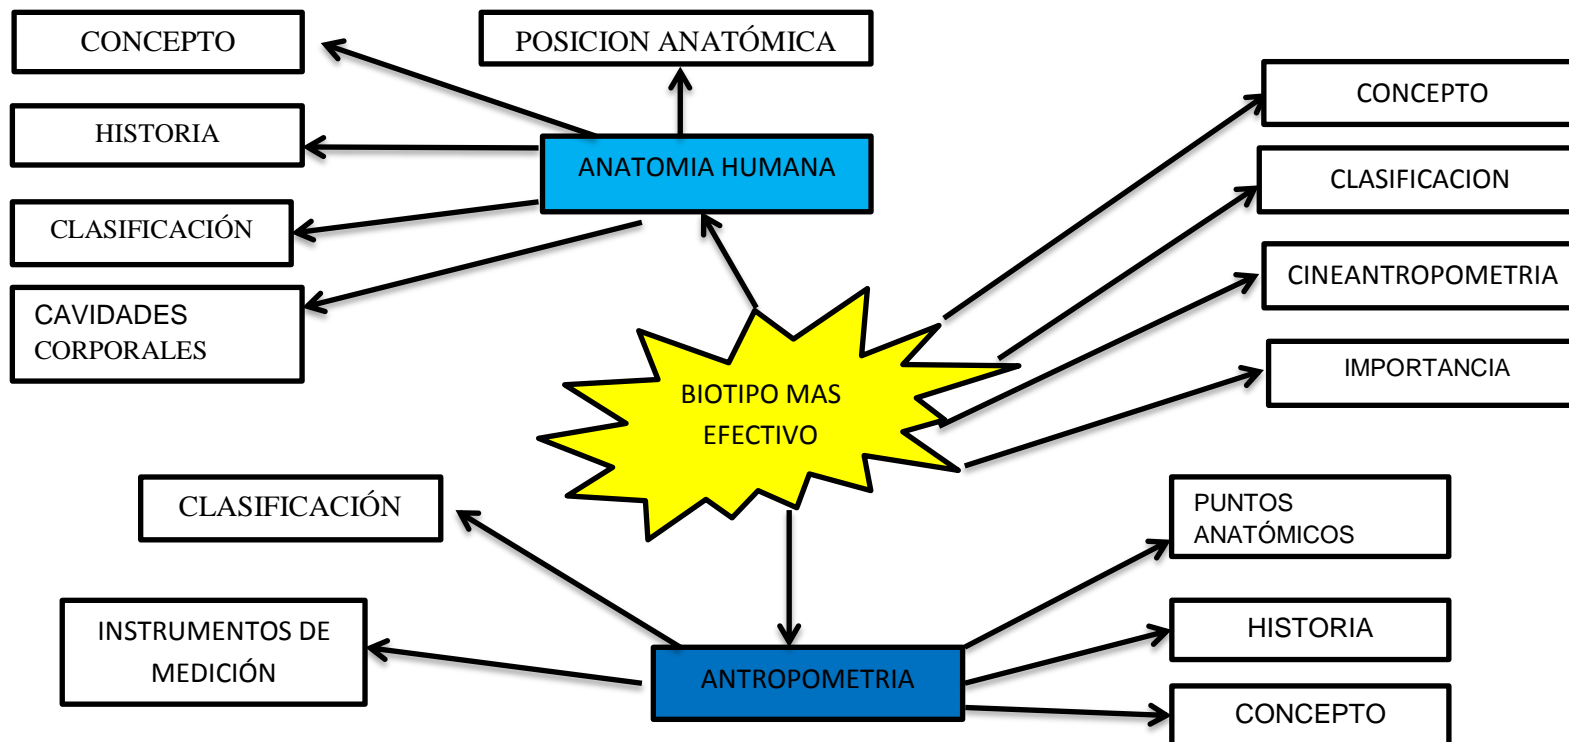 CONCEPTO
POSICION ANATÓMICA
HISTORIA
ANATOMIA HUMANA
CLASIFICACIÓN
CAVIDADES
CORPORALES
CONCEPTO
CLASIFICACION
CINEANTROPOMETRIA
IMPORTANCIA
BIOTIPO MAS
EFECTIVO
CLASIFICACIÓN
INSTRUMENTOS DE
MEDICIÓN
ANTROPOMETRIA
PUNTOS
ANATÓMICOS
HISTORIA
CONCEPTO